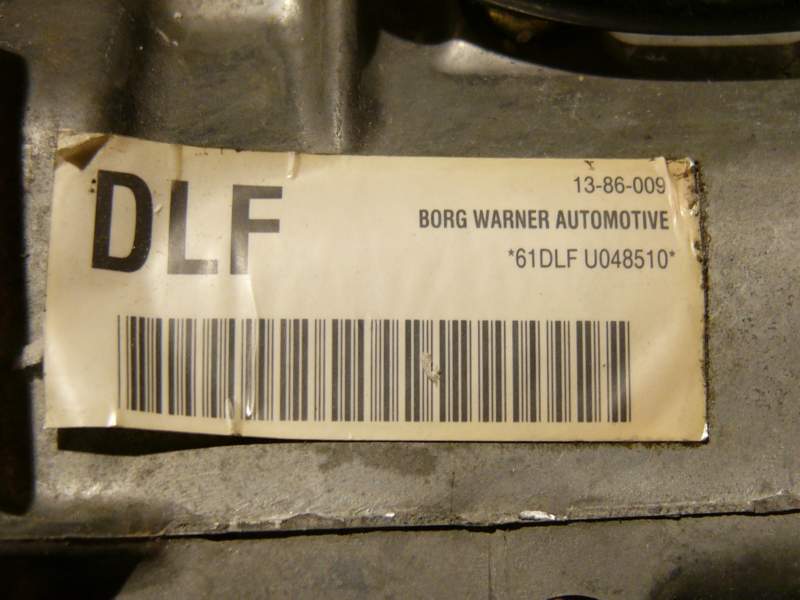 DLF
13-86-009
BORG WARNER AUTOMOTIVE
*61DLF U048510*